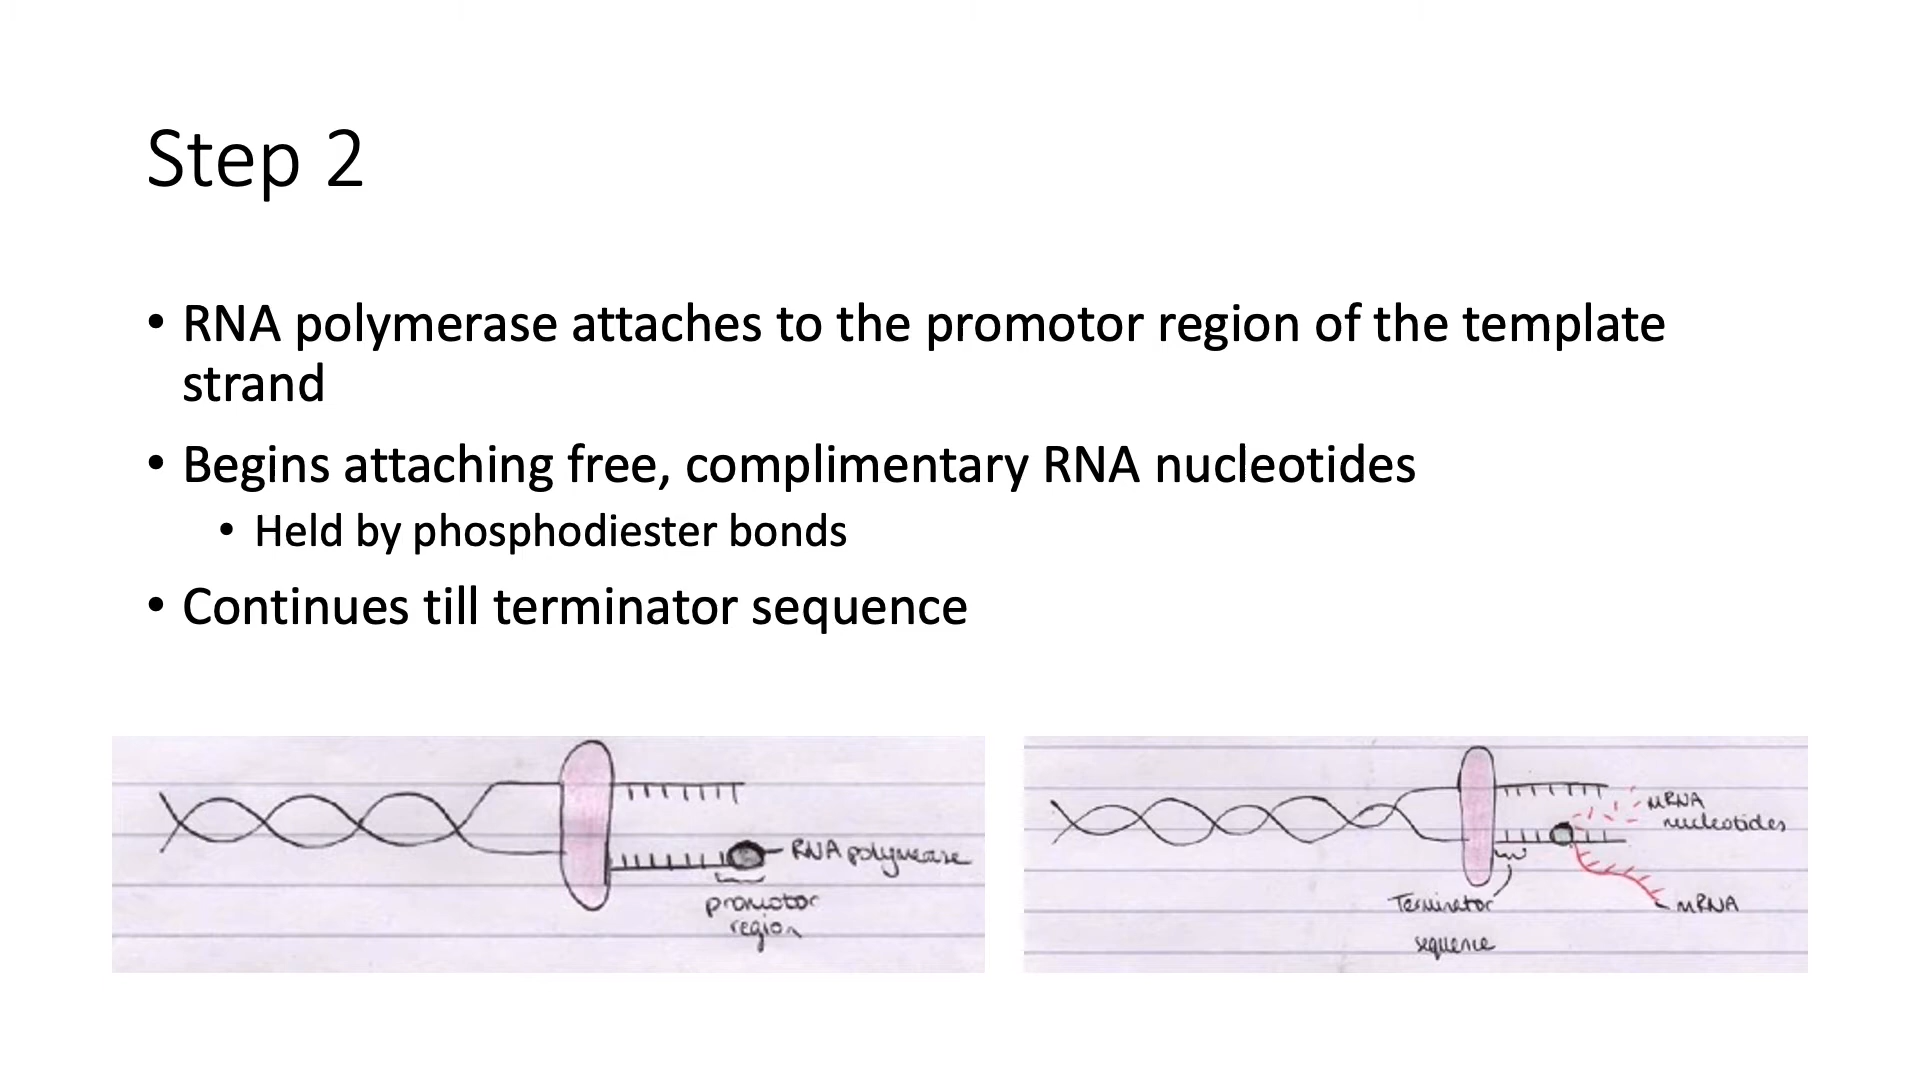 Step 2
• RNA polymerase attaches to the promotor region of the template
strand
• Begins attaching free, complimentary RNA nucleotides
• Held by phosphodiester bonds
• Continues till terminator sequence
RNA polymerase
promotor
region
mRNA
nucleotides
Terminator
mRNA
sequence